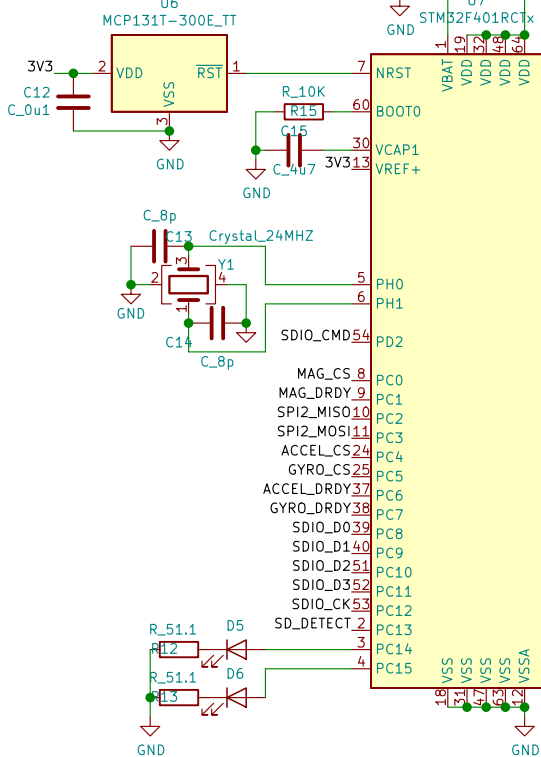 U6
MCP131T-300E_TT
GND
U7
STM32F401RCTx
3V3
2
VDD
RST
1
VSS
3
C12
C_0u1
GND
1
19
32
48
64
VBAT
VDD
VDD
VDD
VDD
7
NRST
R_10K
R15
60
BOOT0
C15
C_4u7
30
VCAP1
3V3
13
VREF+
GND
C_8p
C13
Crystal_24MHZ
3
Y1
2
4
1
GND
C14
C_8p
5
PH0
6
PH1
SDIO_CMD 54 PD2
MAG_CS 8 PC0
MAG_DRDY 9 PC1
SPI2_MISO 10 PC2
SPI2_MOSI 11 PC3
ACCEL_CS 24 PC4
GYRO_CS 25 PC5
ACCEL_DRDY 37 PC6
GYRO_DRDY 38 PC7
SDIO_D0 39 PC8
SDIO_D1 40 PC9
SDIO_D2 51 PC10
SDIO_D3 52 PC11
SDIO_CK 53 PC12
SD_DETECT 2 PC13
R_51.1
R12
D5
3
PC14
R_51.1
R13
D6
4
PC15
GND
VSS
VSS
VSS
VSS
VSSA
18
31
47
63
12
GND